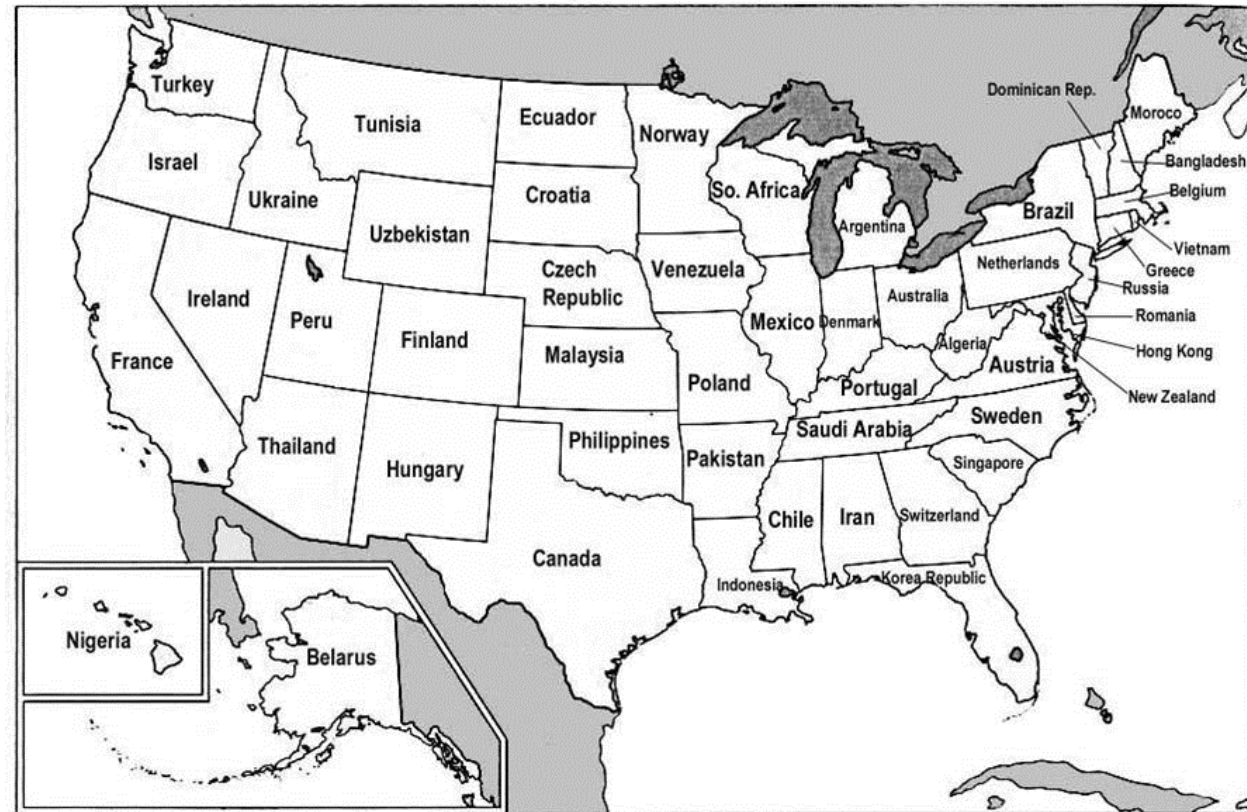 Turkey
Tunisia
Ecuador
Norway
Dominican Rep.
Moroco
Israel
Ukraine
Croatia
So. Africa
Bangladesh
Belgium
Uzbekistan
Argentina
Brazil
Vietnam
Ireland
Czech
Republic
Venezuela
Netherlands
Greece
Russia
Peru
Finland
Mexico
Denmark
Australia
Romania
France
Malaysia
Algeria
Hong Kong
Poland
Portugal
Austria
New Zealand
Thailand
Hungary
Philippines
Pakistan
Saudi Arabia
Sweden
Singapore
Chile
Iran
Switzerland
Canada
Indonesia
Korea Republic
Nigeria
Belarus